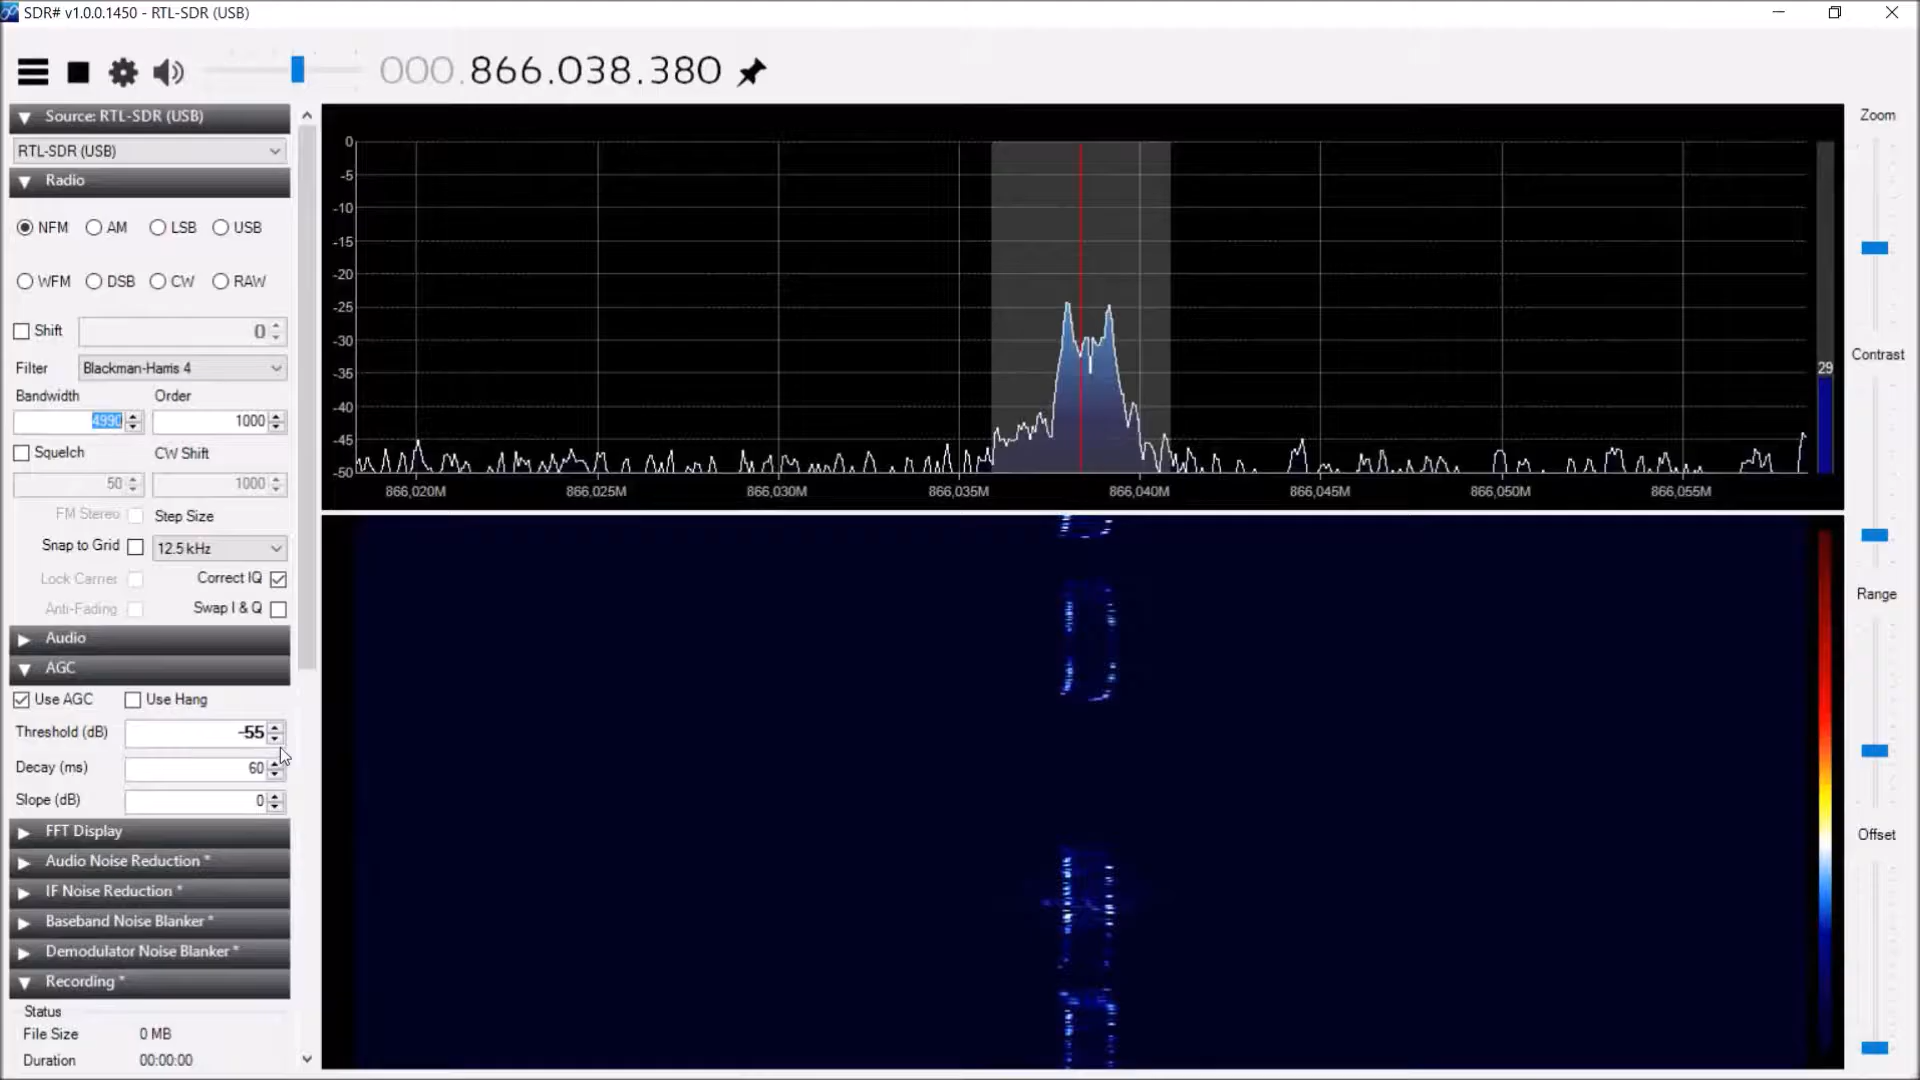 SDR# v1.0.0.1450 - RTL-SDR (USB)
000.866.038.380
Source: RTL-SDR (USB)
RTL-SDR (USB)
Radio
NFM AM LSB USB
WFM DSB CW RAW
Shift 0
Filter Blackman-Harris 4
Bandwidth Order
4990 1000
Squelch CW Shift
50 1000
FM Stereo Step Size
Snap to Grid 12.5 kHz
Lock Carrier Correct IQ
Anti-Fading Swap I & Q
Audio
AGC
Use AGC Use Hang
Threshold (dB) -55
Decay (ms) 60
Slope (dB) 0
FFT Display
Audio Noise Reduction *
IF Noise Reduction *
Baseband Noise Blanker *
Demodulator Noise Blanker *
Recording *
Status
File Size 0 MB
Duration 00:00:00
0
-5
-10
-15
-20
-25
-30
-35
-40
-45
-50
866,020M 866,025M 866,030M 866,035M 866,040M 866,045M 866,050M 866,055M
29
Zoom
Contrast
Range
Offset